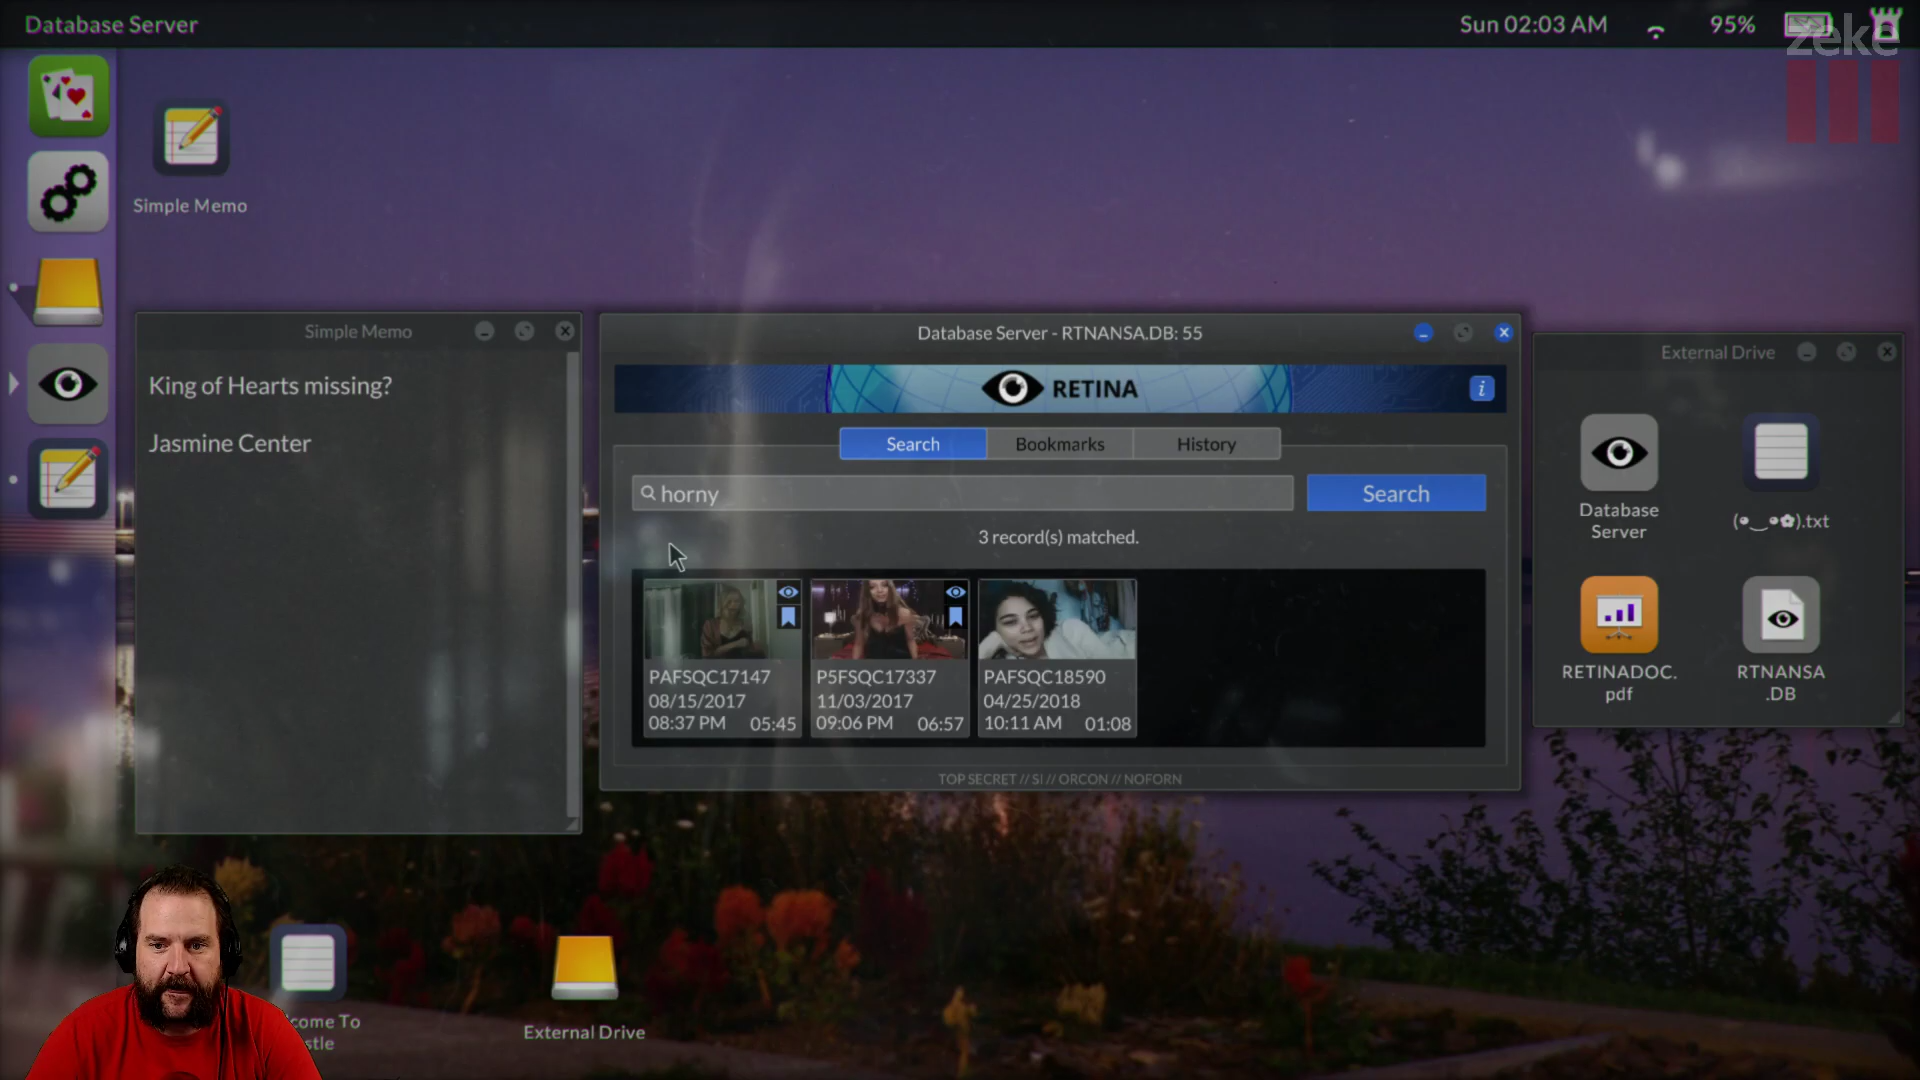 Database Server
Sun 02:03 AM
95%
zeke
Simple Memo
Simple Memo
King of Hearts missing?
Jasmine Center
Database Server - RTNANSA.DB: 55
RETINA
i
Search
Bookmarks
History
horny
Search
3 record(s) matched.
PAFSQC17147
08/15/2017
08:37 PM 05:45
P5FSQC17337
11/03/2017
09:06 PM 06:57
PAFSQC18590
04/25/2018
10:11 AM 01:08
TOP SECRET // SI // ORCON // NOFORN
External Drive
Database
Server
(•‿•✿).txt
RETINADOC.
pdf
RTNANSA
.DB
come To
stle
External Drive